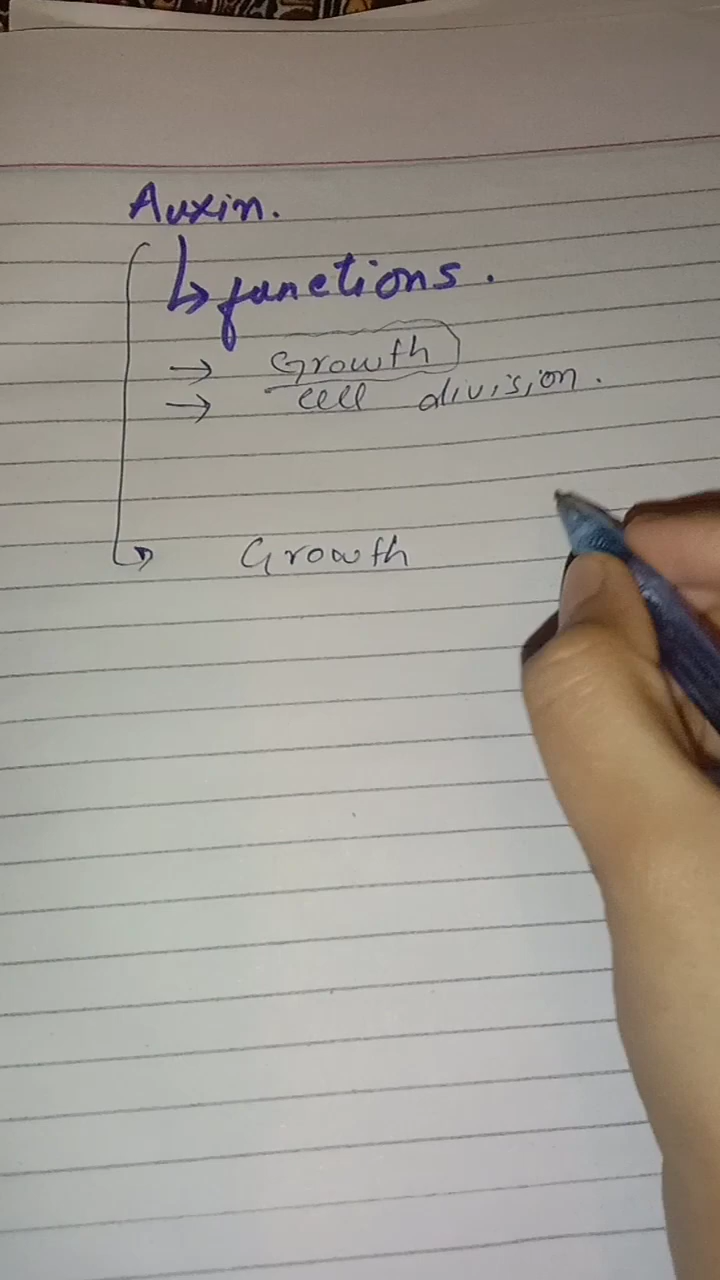 Auxin.
↳ functions.
→ Growth
→ cell division.
↳ Growth